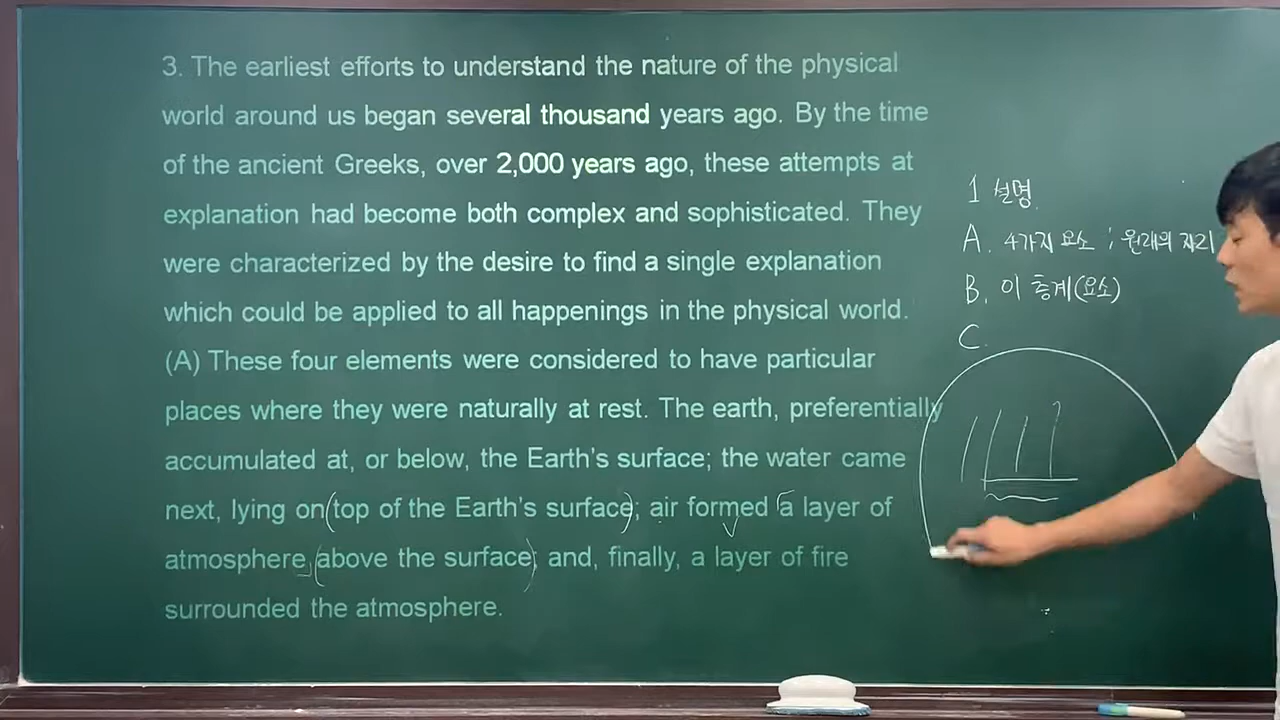 3. The earliest efforts to understand the nature of the physical
world around us began several thousand years ago. By the time
of the ancient Greeks, over 2,000 years ago, these attempts at
explanation had become both complex and sophisticated. They
were characterized by the desire to find a single explanation
which could be applied to all happenings in the physical world.
(A) These four elements were considered to have particular
places where they were naturally at rest. The earth, preferentially
accumulated at, or below, the Earth's surface; the water came
next, lying on (top of the Earth's surface); air formed a layer of
atmosphere, (above the surface); and, finally, a layer of fire
surrounded the atmosphere.
1 설명.
A. 4가지 요소 ; 원래의 자리
B. 이 층계(요소)
C.